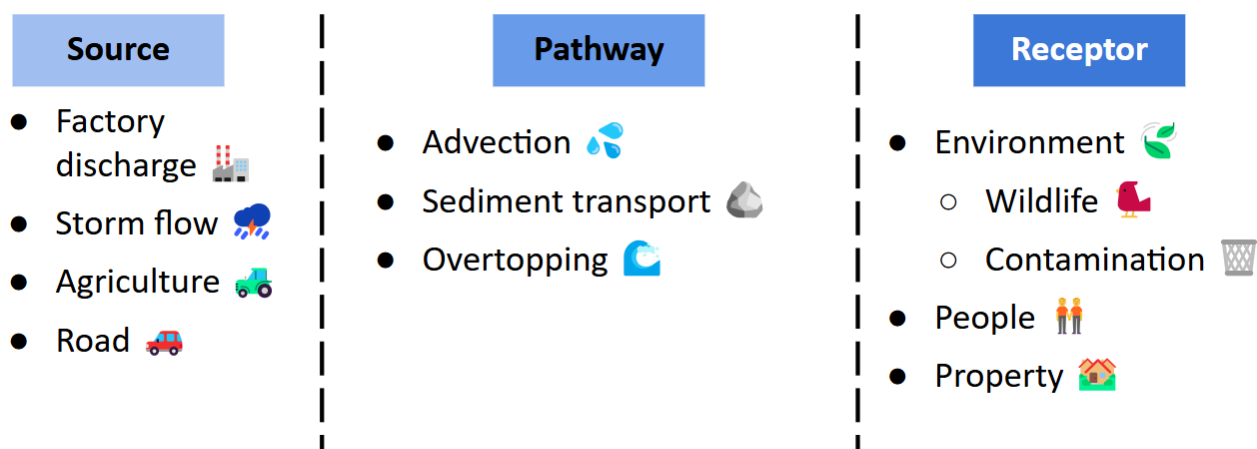 Source
● Factory
discharge
● Storm flow
● Agriculture
● Road
Pathway
● Advection
● Sediment transport
● Overtopping
Receptor
● Environment
○ Wildlife
○ Contamination
● People
● Property